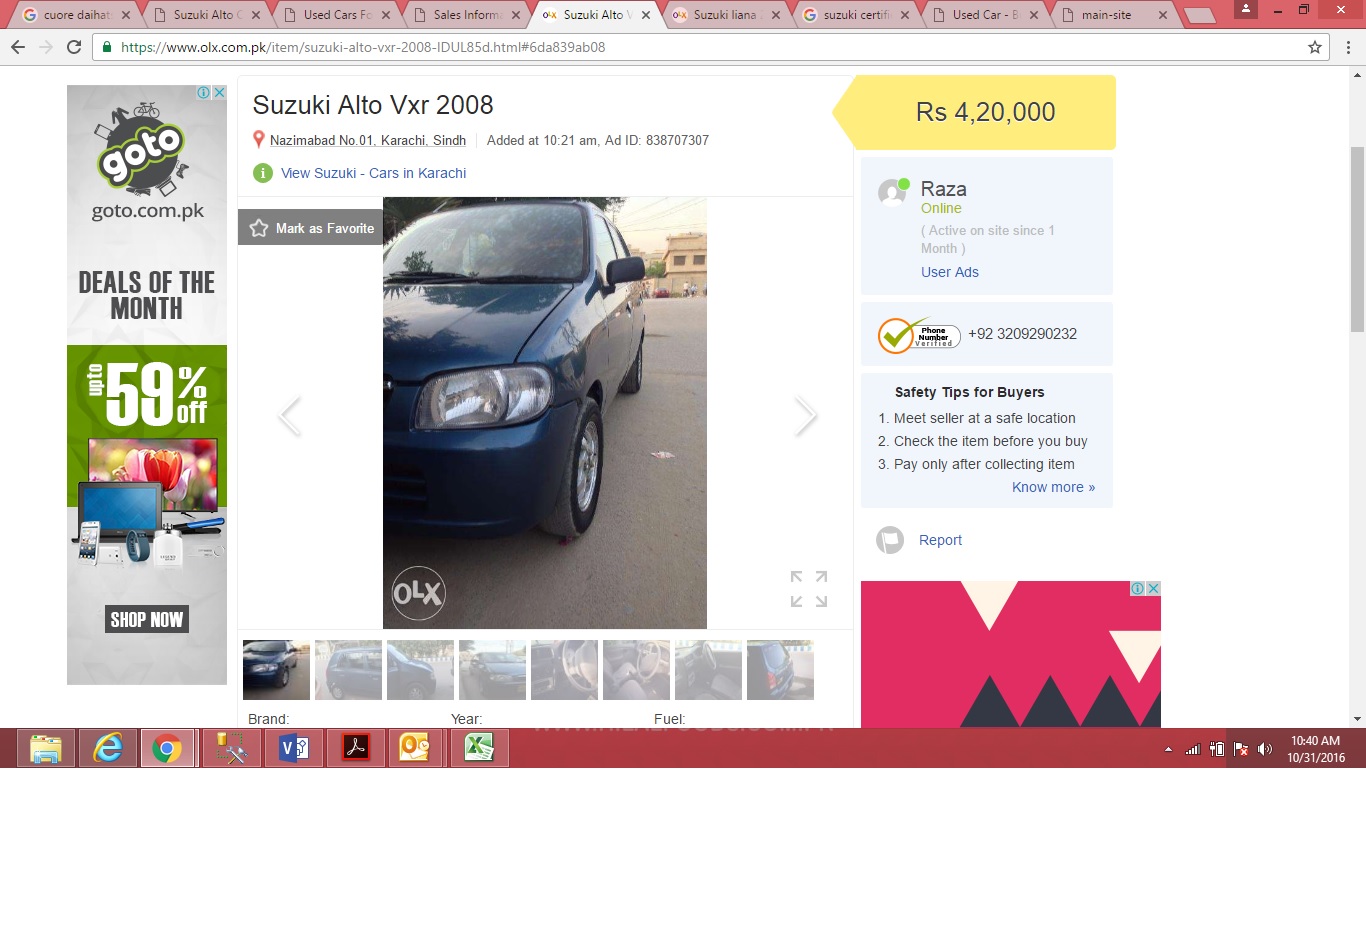 cuore daihat
Suzuki Alto C
Used Cars Fo
Sales Informa
Suzuki Alto V
Suzuki liana
suzuki certifi
Used Car - B
main-site
https://www.olx.com.pk/item/suzuki-alto-vxr-2008-IDUL85d.html#6da839ab08
goto
goto.com.pk
DEALS OF THE
MONTH
upto
59%
off
SHOP NOW
Suzuki Alto Vxr 2008
Nazimabad No.01, Karachi, Sindh
Added at 10:21 am, Ad ID: 838707307
View Suzuki - Cars in Karachi
Mark as Favorite
OLX
Brand:
Year:
Fuel:
Rs 4,20,000
Raza
Online
( Active on site since 1
Month )
User Ads
Phone
Number
Verified
+92 3209290232
Safety Tips for Buyers
1. Meet seller at a safe location
2. Check the item before you buy
3. Pay only after collecting item
Know more »
Report
10:40 AM
10/31/2016